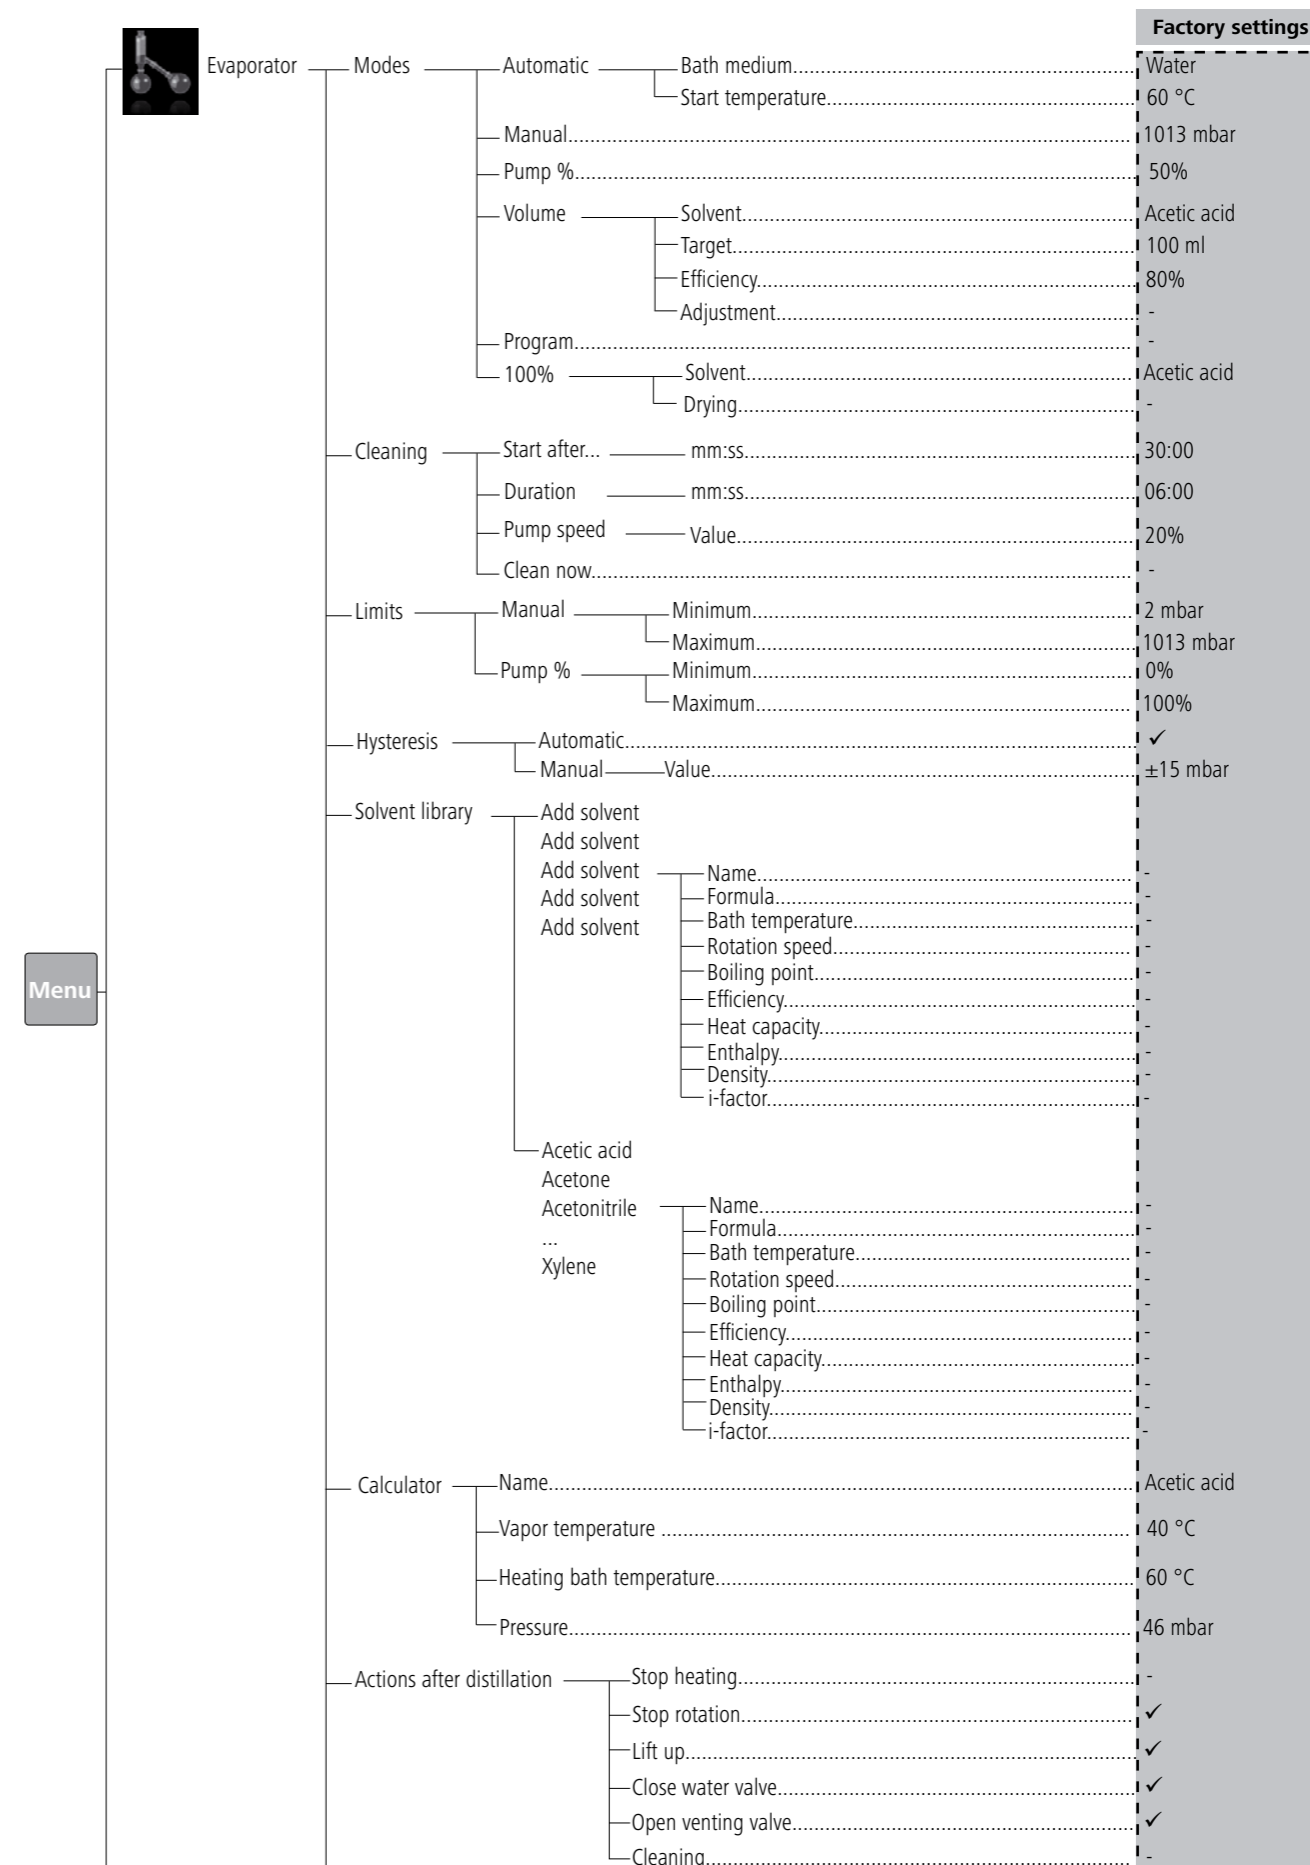 Factory settings
Evaporator Modes Automatic Bath medium Water
Start temperature 60 °C
Manual 1013 mbar
Pump % 50%
Volume Solvent Acetic acid
Target 100 ml
Efficiency 80%
Adjustment -
Program -
100% Solvent Acetic acid
Drying -
Cleaning Start after... mm:ss 30:00
Duration mm:ss 06:00
Pump speed Value 20%
Clean now -
Limits Manual Minimum 2 mbar
Maximum 1013 mbar
Pump % Minimum 0%
Maximum 100%
Hysteresis Automatic ✓
Manual Value ±15 mbar
Solvent library Add solvent
Add solvent
Add solvent Name -
Formula -
Add solvent
Bath temperature -
Add solvent
Rotation speed -
Boiling point -
Menu
Efficiency -
Heat capacity -
Enthalpy -
Density -
i-factor -
Acetic acid
Acetone
Acetonitrile Name -
Formula -
...
Bath temperature -
Xylene
Rotation speed -
Boiling point -
Efficiency -
Heat capacity -
Enthalpy -
Density -
i-factor -
Calculator Name Acetic acid
Vapor temperature 40 °C
Heating bath temperature 60 °C
Pressure 46 mbar
Actions after distillation Stop heating -
Stop rotation ✓
Lift up ✓
Close water valve ✓
Open venting valve ✓
Cleaning -